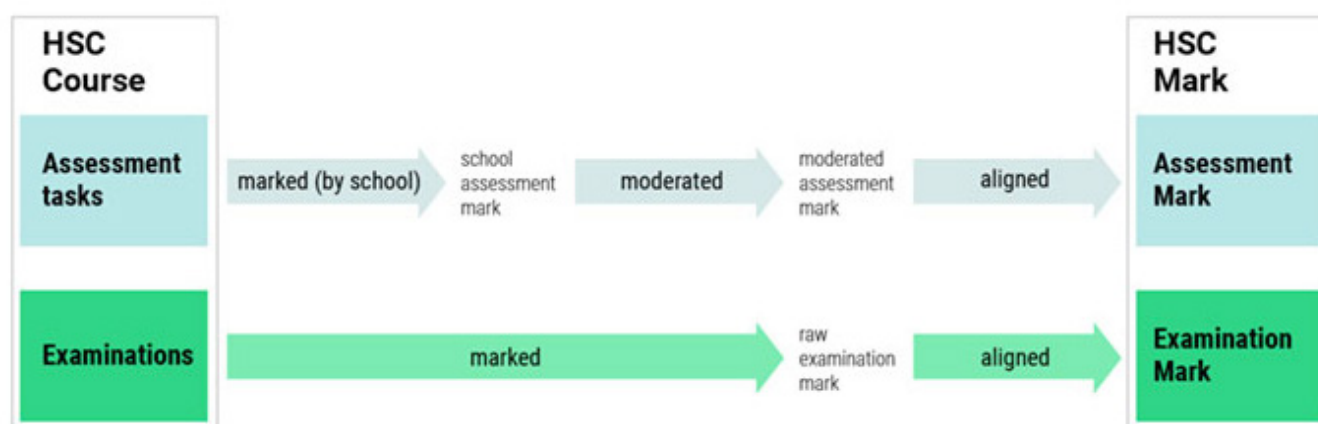 HSC
Course
HSC
Mark
Assessment
tasks
marked (by school)
school
assessment
mark
moderated
moderated
assessment
mark
aligned
Assessment
Mark
Examinations
marked
raw
examination
mark
aligned
Examination
Mark